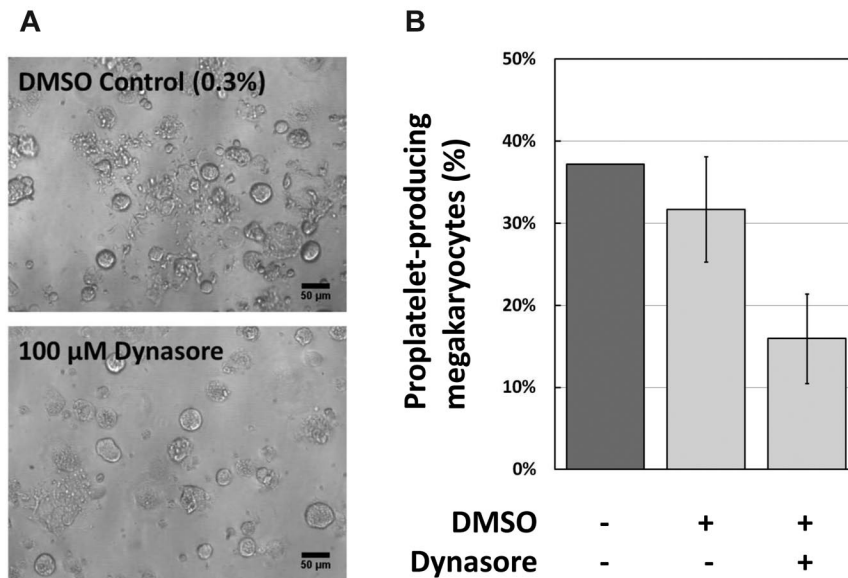 A
DMSO Control (0.3%)
50 µm
100 µM Dynasore
50 µm
B
Proplatelet-producing
megakaryocytes (%)
50%
40%
30%
20%
10%
0%
DMSO - + +
Dynasore - - +